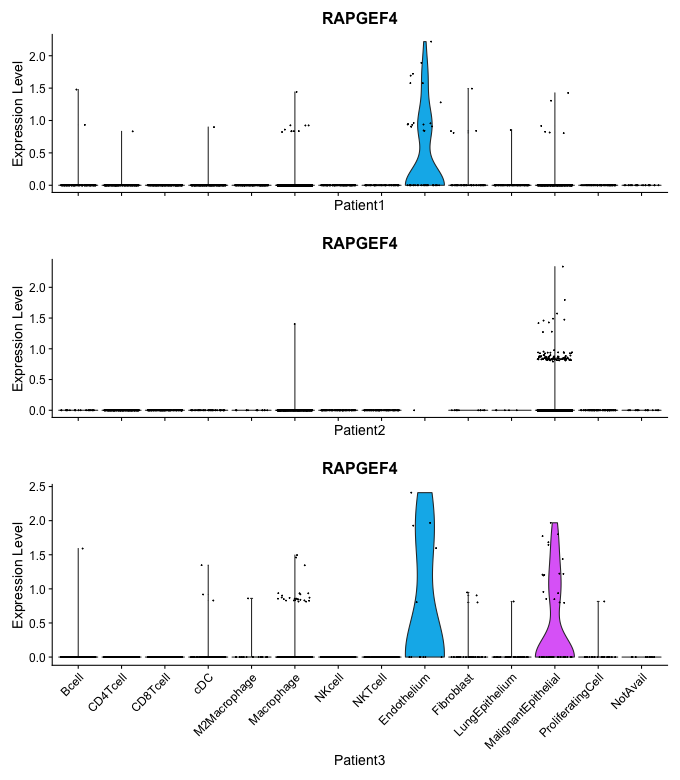 RAPGEF4
Expression Level
2.0
1.5
1.0
0.5
0.0
Patient1
RAPGEF4
Expression Level
2.0
1.5
1.0
0.5
0.0
Patient2
RAPGEF4
Expression Level
2.5
2.0
1.5
1.0
0.5
0.0
Bcell
CD4Tcell
CD8Tcell
cDC
M2Macrophage
Macrophage
NKcell
NKTcell
Endothelium
Fibroblast
LungEpithelium
MalignantEpithelial
ProliferatingCell
NotAvail
Patient3